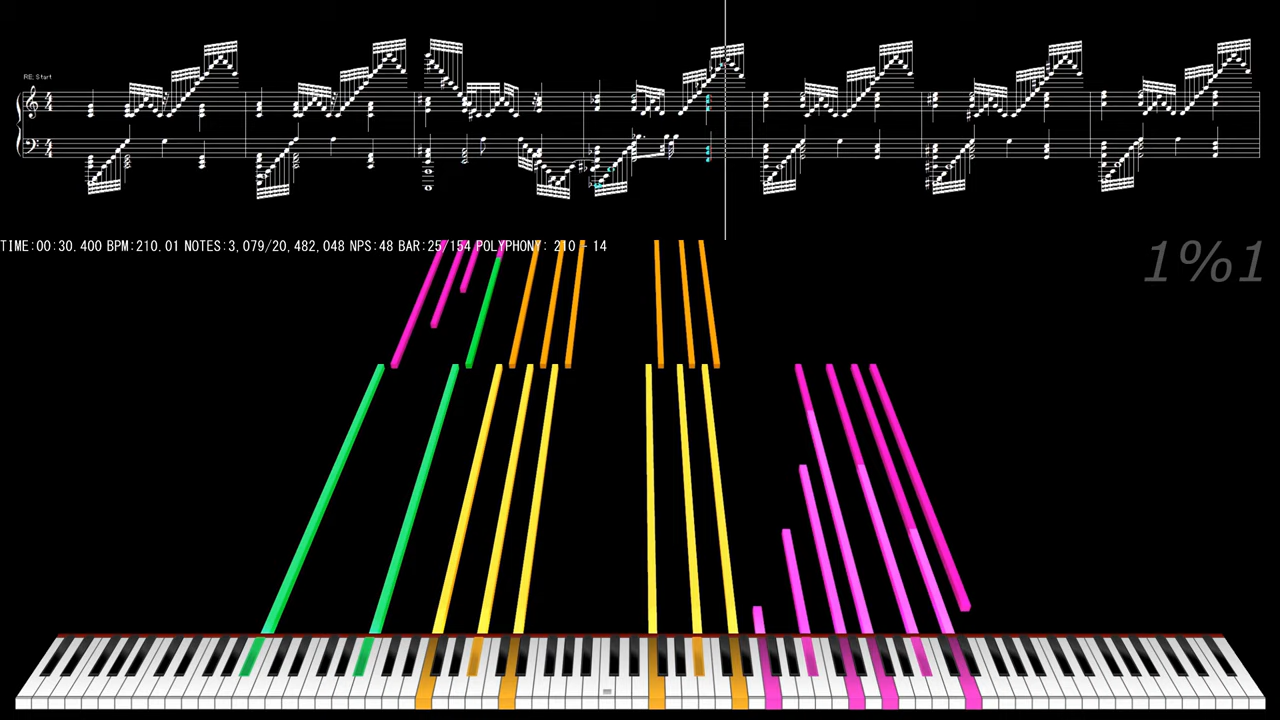 RE: Start
TIME:00:30.400 BPM:210.01 NOTES:3,079/20,482,048 NPS:48 BAR:25/154 POLYPHONY: 210 - 14
1%1